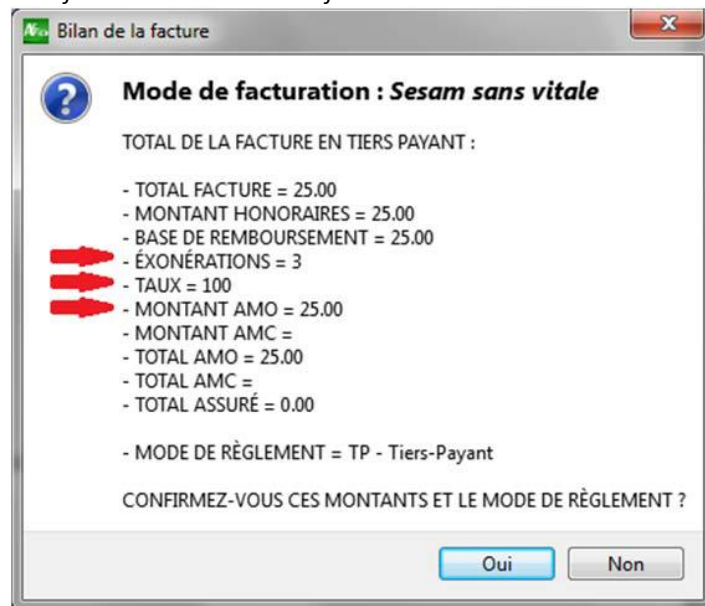 Bilan de la facture
Mode de facturation : Sesam sans vitale
TOTAL DE LA FACTURE EN TIERS PAYANT :
- TOTAL FACTURE = 25.00
- MONTANT HONORAIRES = 25.00
- BASE DE REMBOURSEMENT = 25.00
- ÉXONÉRATIONS = 3
- TAUX = 100
- MONTANT AMO = 25.00
- MONTANT AMC =
- TOTAL AMO = 25.00
- TOTAL AMC =
- TOTAL ASSURÉ = 0.00
- MODE DE RÈGLEMENT = TP - Tiers-Payant
CONFIRMEZ-VOUS CES MONTANTS ET LE MODE DE RÈGLEMENT ?
Oui Non